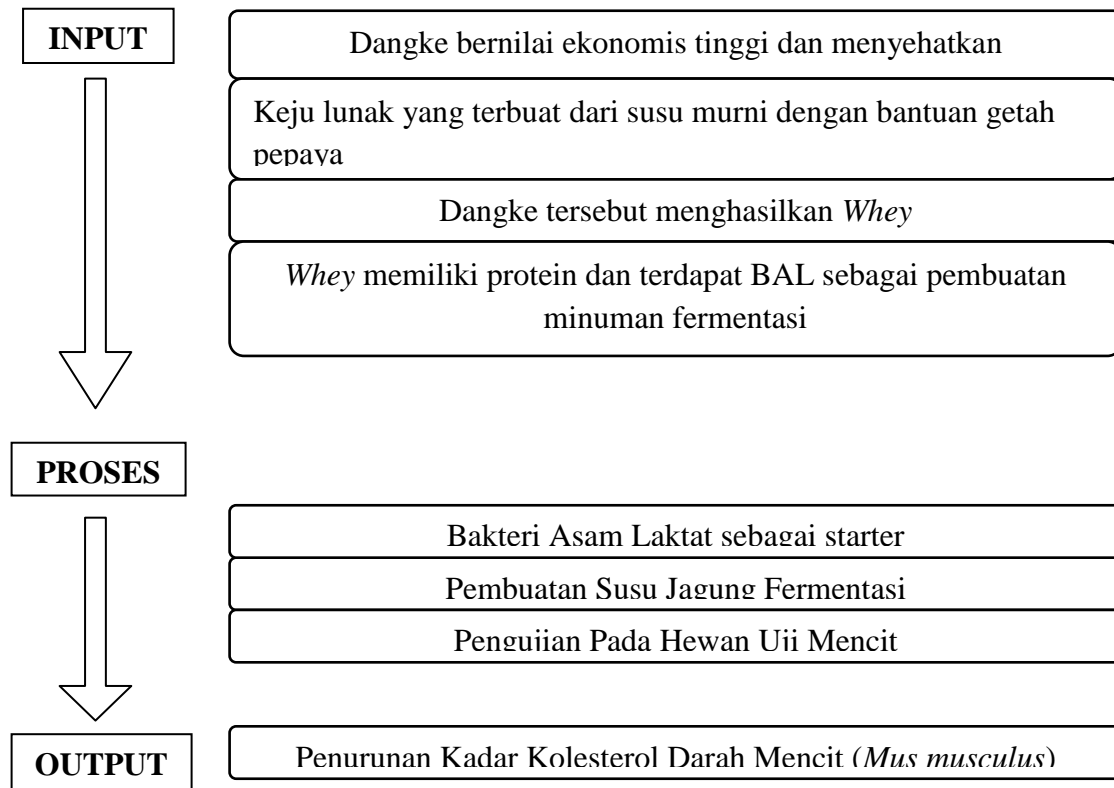 INPUT
Dangke bernilai ekonomis tinggi dan menyehatkan
Keju lunak yang terbuat dari susu murni dengan bantuan getah
pepaya
Dangke tersebut menghasilkan Whey
Whey memiliki protein dan terdapat BAL sebagai pembuatan
minuman fermentasi
PROSES
Bakteri Asam Laktat sebagai starter
Pembuatan Susu Jagung Fermentasi
Pengujian Pada Hewan Uji Mencit
OUTPUT
Penurunan Kadar Kolesterol Darah Mencit (Mus musculus)